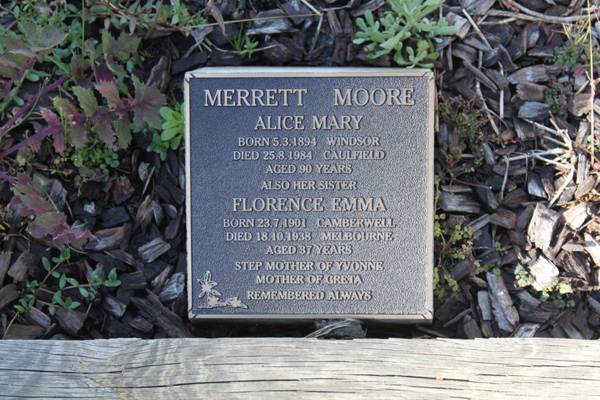 MERRETT MOORE
ALICE MARY
BORN 5.3.1894 WINDSOR
DIED 25.8.1984 CAULFIELD
AGED 90 YEARS
ALSO HER SISTER
FLORENCE EMMA
BORN 23.7.1901 CAMBERWELL
DIED 18.10.1938 MELBOURNE
AGED 37 YEARS
STEP MOTHER OF YVONNE
MOTHER OF GRETA
REMEMBERED ALWAYS